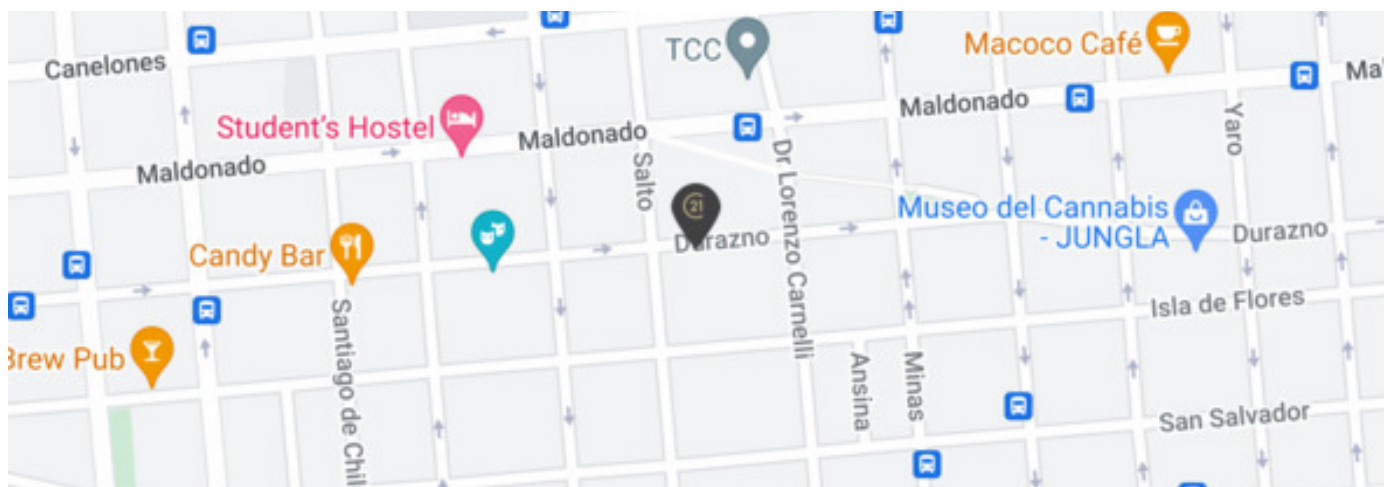 Canelones
TCC
Macoco Café
Maldonado
Student's Hostel
Maldonado
Maldonado
Salto
Dr Lorenzo Carnelli
Yaro
21
Candy Bar
Durazno
Museo del Cannabis
- JUNGLA
Durazno
Isla de Flores
Brew Pub
Santiago de Chil
Ansina
Minas
San Salvador